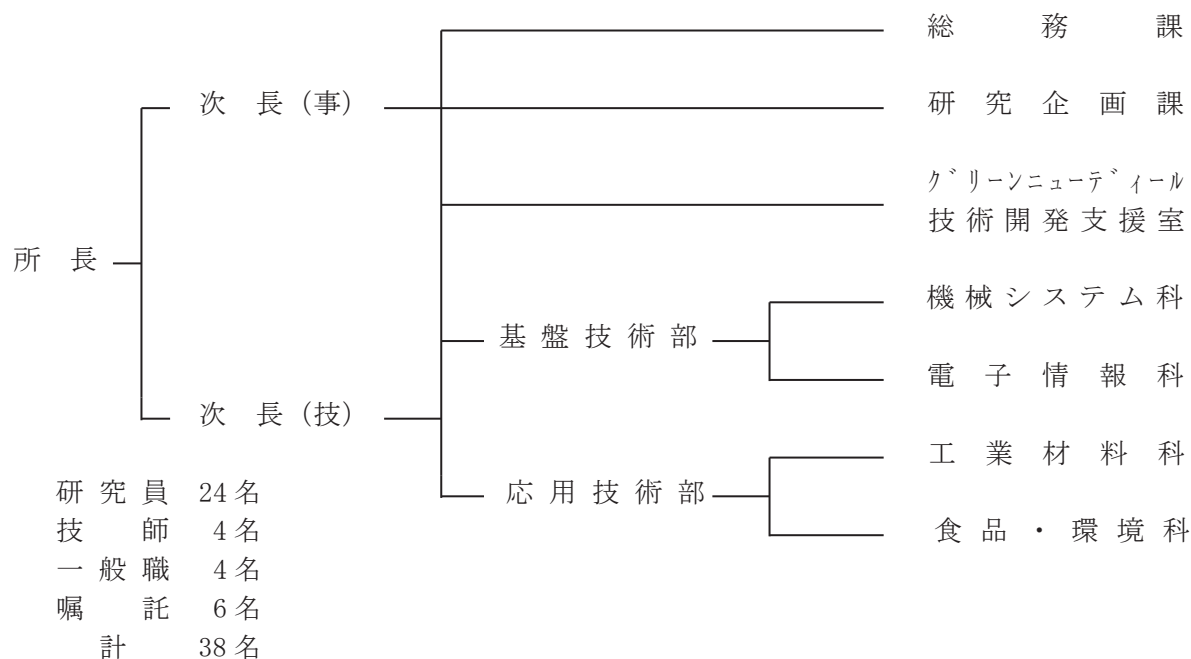 総務課
次長（事）
研究企画課
ｸﾞﾘｰﾝﾆｭｰﾃﾞｨｰﾙ
技術開発支援室
所長
機械システム科
基盤技術部
電子情報科
次長（技）
工業材料科
応用技術部
食品・環境科
研究員 24名
技師 4名
一般職 4名
嘱託 6名
計 38名